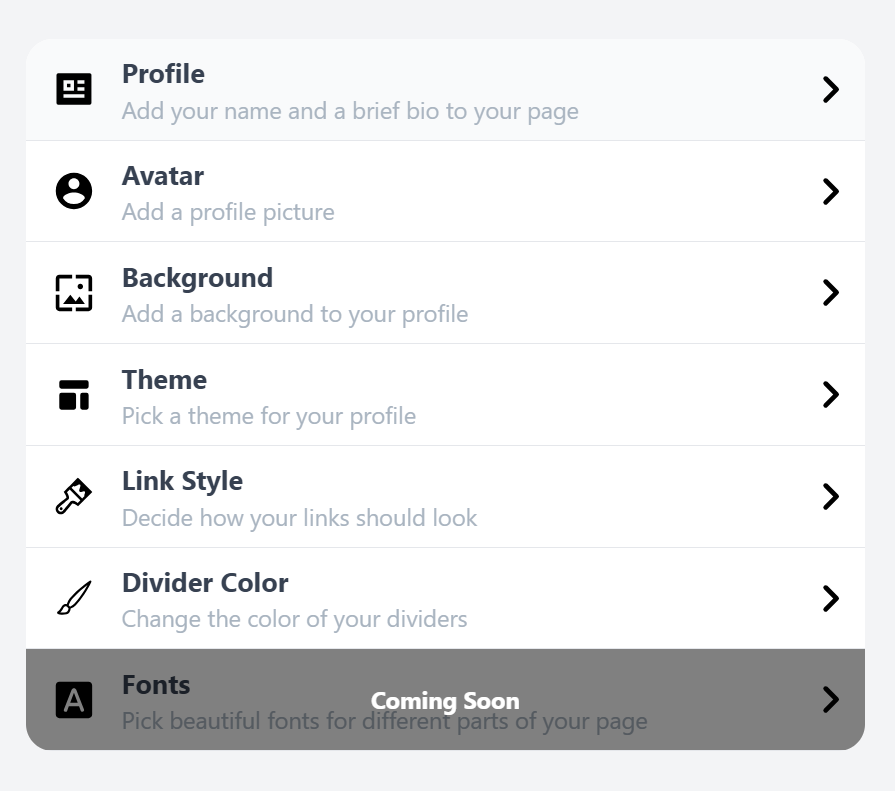 Profile
Add your name and a brief bio to your page
Avatar
Add a profile picture
Background
Add a background to your profile
Theme
Pick a theme for your profile
Link Style
Decide how your links should look
Divider Color
Change the color of your dividers
Fonts
Coming Soon
Pick beautiful fonts for different parts of your page